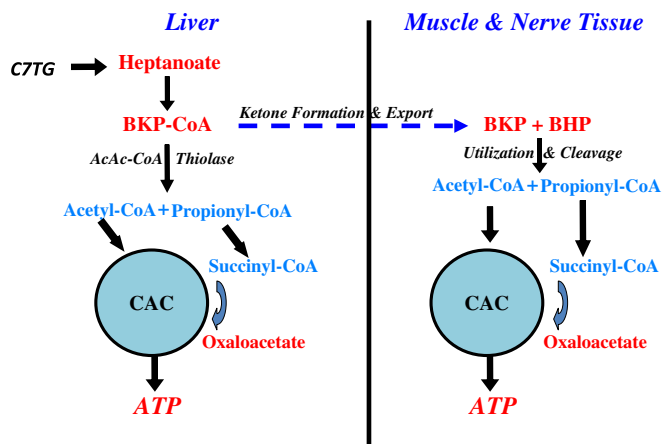 Liver
C7TG
Heptanoate
BKP-CoA
AcAc-CoA Thiolase
Acetyl-CoA+Propionyl-CoA
Succinyl-CoA
CAC
Oxaloacetate
ATP
Ketone Formation & Export
Muscle & Nerve Tissue
BKP + BHP
Utilization & Cleavage
Acetyl-CoA+Propionyl-CoA
Succinyl-CoA
CAC
Oxaloacetate
ATP